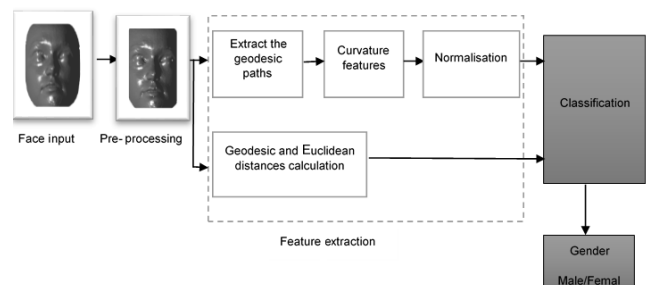 Face input
Pre- processing
Extract the
geodesic
paths
Curvature
features
Normalisation
Geodesic and Euclidean
distances calculation
Feature extraction
Classification
Gender
Male/Femal